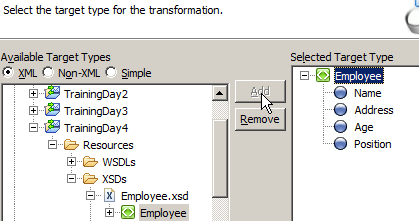 Select the target type for the transformation.
Available Target Types
XML Non-XML Simple
TrainingDay2
TrainingDay3
TrainingDay4
Resources
WSDLs
XSDs
Employee.xsd
Employee
Add
Remove
Selected Target Type
Employee
Name
Address
Age
Position